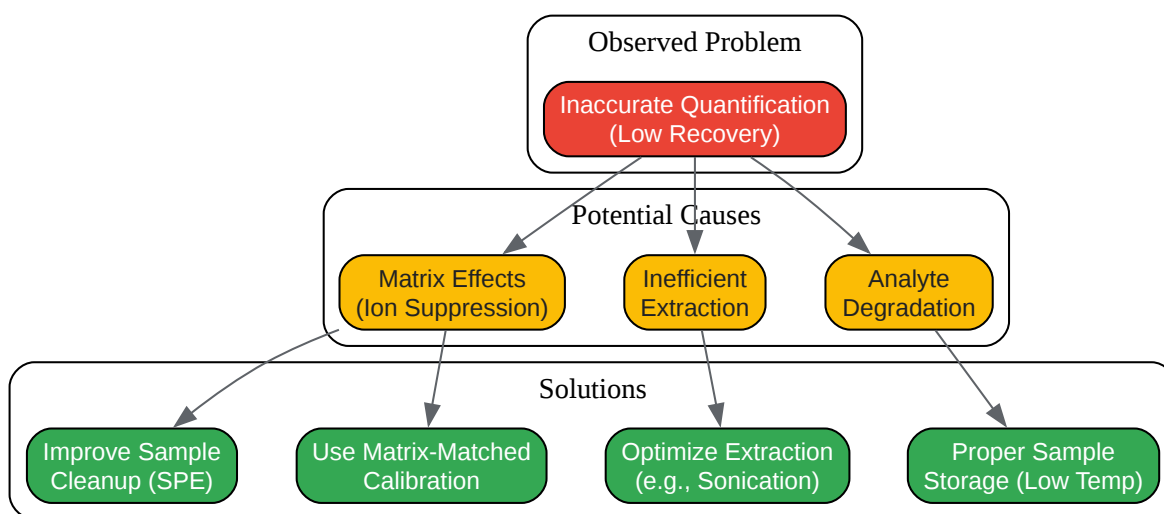 Observed Problem
Inaccurate Quantification
(Low Recovery)
Potential Causes
Matrix Effects
(Ion Suppression)
Inefficient
Extraction
Analyte
Degradation
Solutions
Improve Sample
Cleanup (SPE)
Use Matrix-Matched
Calibration
Optimize Extraction
(e.g., Sonication)
Proper Sample
Storage (Low Temp)